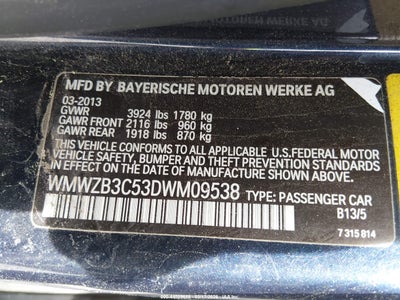 MFD BY BAYERISCHE MOTOREN WERKE AG
03-2013
GVWR 3924 lbs 1780 kg
GAWR FRONT 2116 lbs 960 kg
GAWR REAR 1918 lbs 870 kg
THIS VEHICLE CONFORMS TO ALL APPLICABLE
U.S.FEDERAL MOTOR
VEHICLE SAFETY, BUMPER, AND THEFT PREVENTION
STANDARDS IN EFFECT ON THE DATE OF
MANUFACTURE SHOWN ABOVE.
WMWZB3C53DWM09538 TYPE: PASSENGER CAR
B13/5
7 315 814